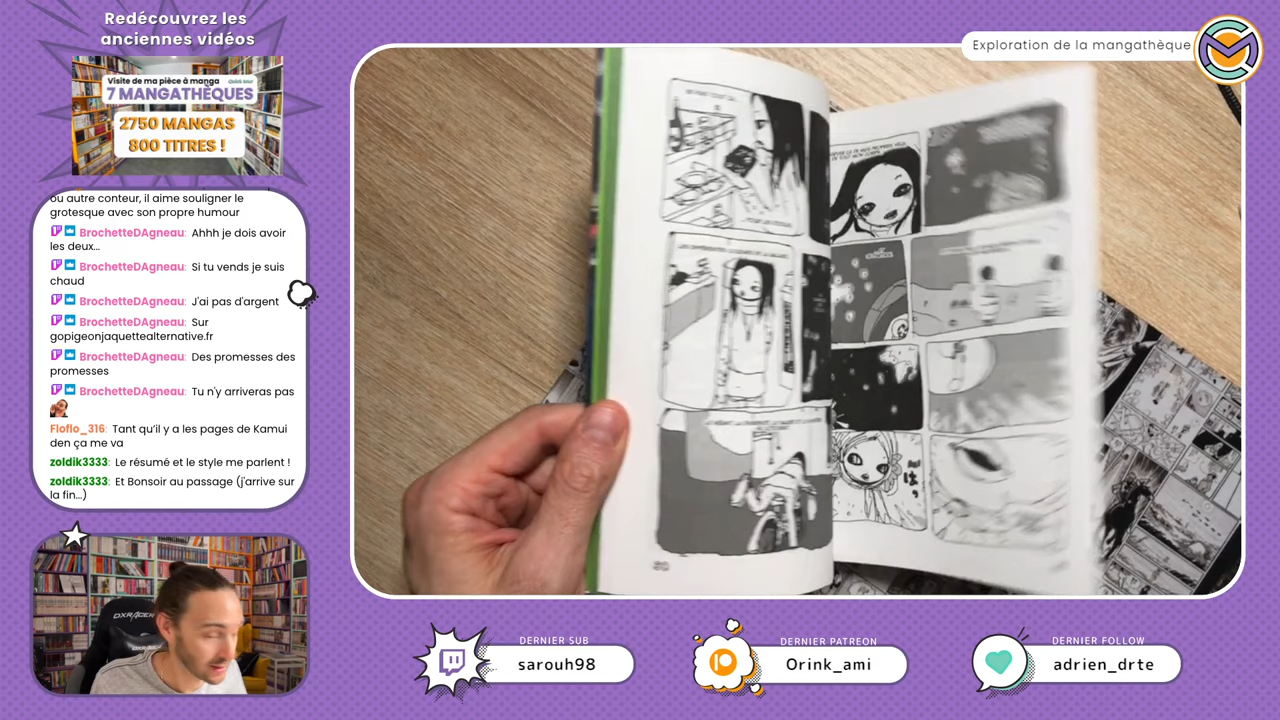 Redécouvrez les
anciennes vidéos
Visite de ma pièce à manga
7 MANGATHÈQUES
2750 MANGAS
800 TITRES !
ou autre conteur, il aime souligner le
grotesque avec son propre humour
BrochetteDAgneau: Ahhh je dois avoir
les deux...
BrochetteDAgneau: Si tu vends je suis
chaud
BrochetteDAgneau: J'ai pas d'argent
BrochetteDAgneau: Sur
gopigeonjaquettealternative.fr
BrochetteDAgneau: Des promesses des
promesses
BrochetteDAgneau: Tu n'y arriveras pas
Floflo_316: Tant qu'il y a les pages de Kamui
den ça me va
zoldik3333: Le résumé et le style me parlent !
zoldik3333: Et Bonsoir au passage (j'arrive sur
la fin...)
DXRACER
Exploration de la mangathèque
DERNIER SUB
sarouh98
DERNIER PATREON
Orink_ami
DERNIER FOLLOW
adrien_drte